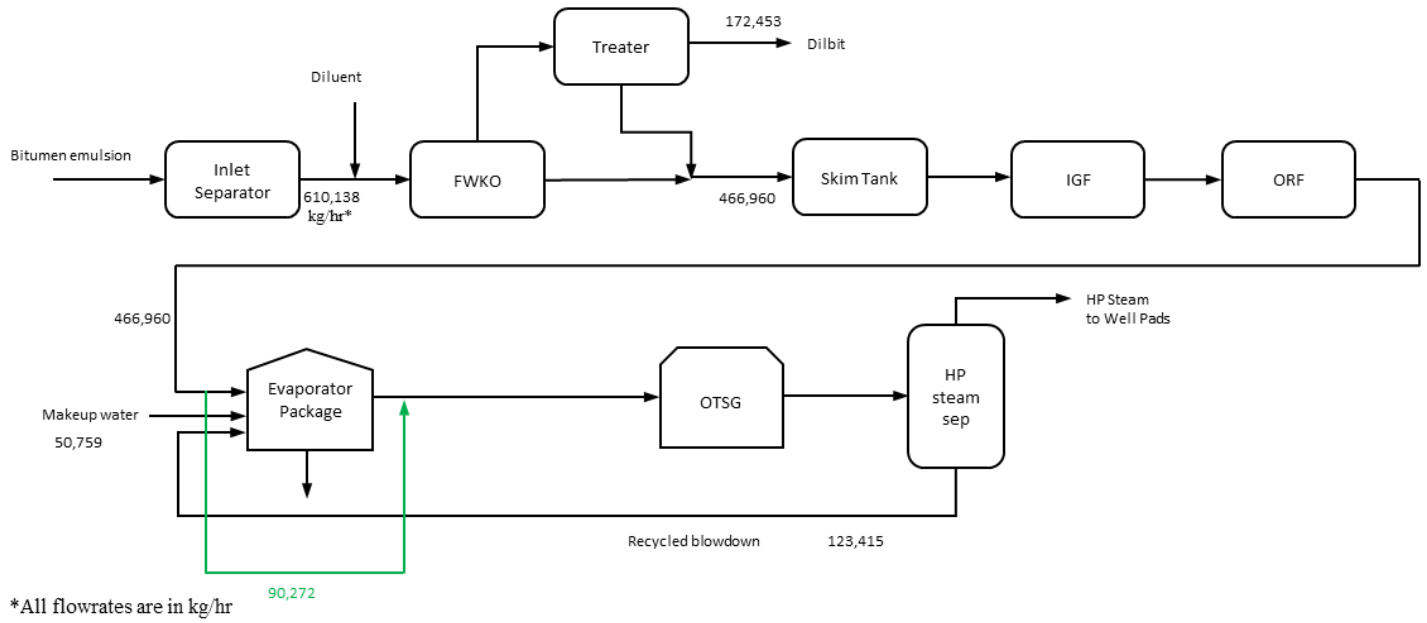 172,453
Treater
Dilbit
Diluent
Bitumen emulsion
Inlet
Separator
610,138
kg/hr*
FWKO
466,960
Skim Tank
IGF
ORF
466,960
HP Steam
to Well Pads
Evaporator
Package
Makeup water
50,759
OTSG
HP
steam
sep
Recycled blowdown
123,415
90,272
*All flowrates are in kg/hr